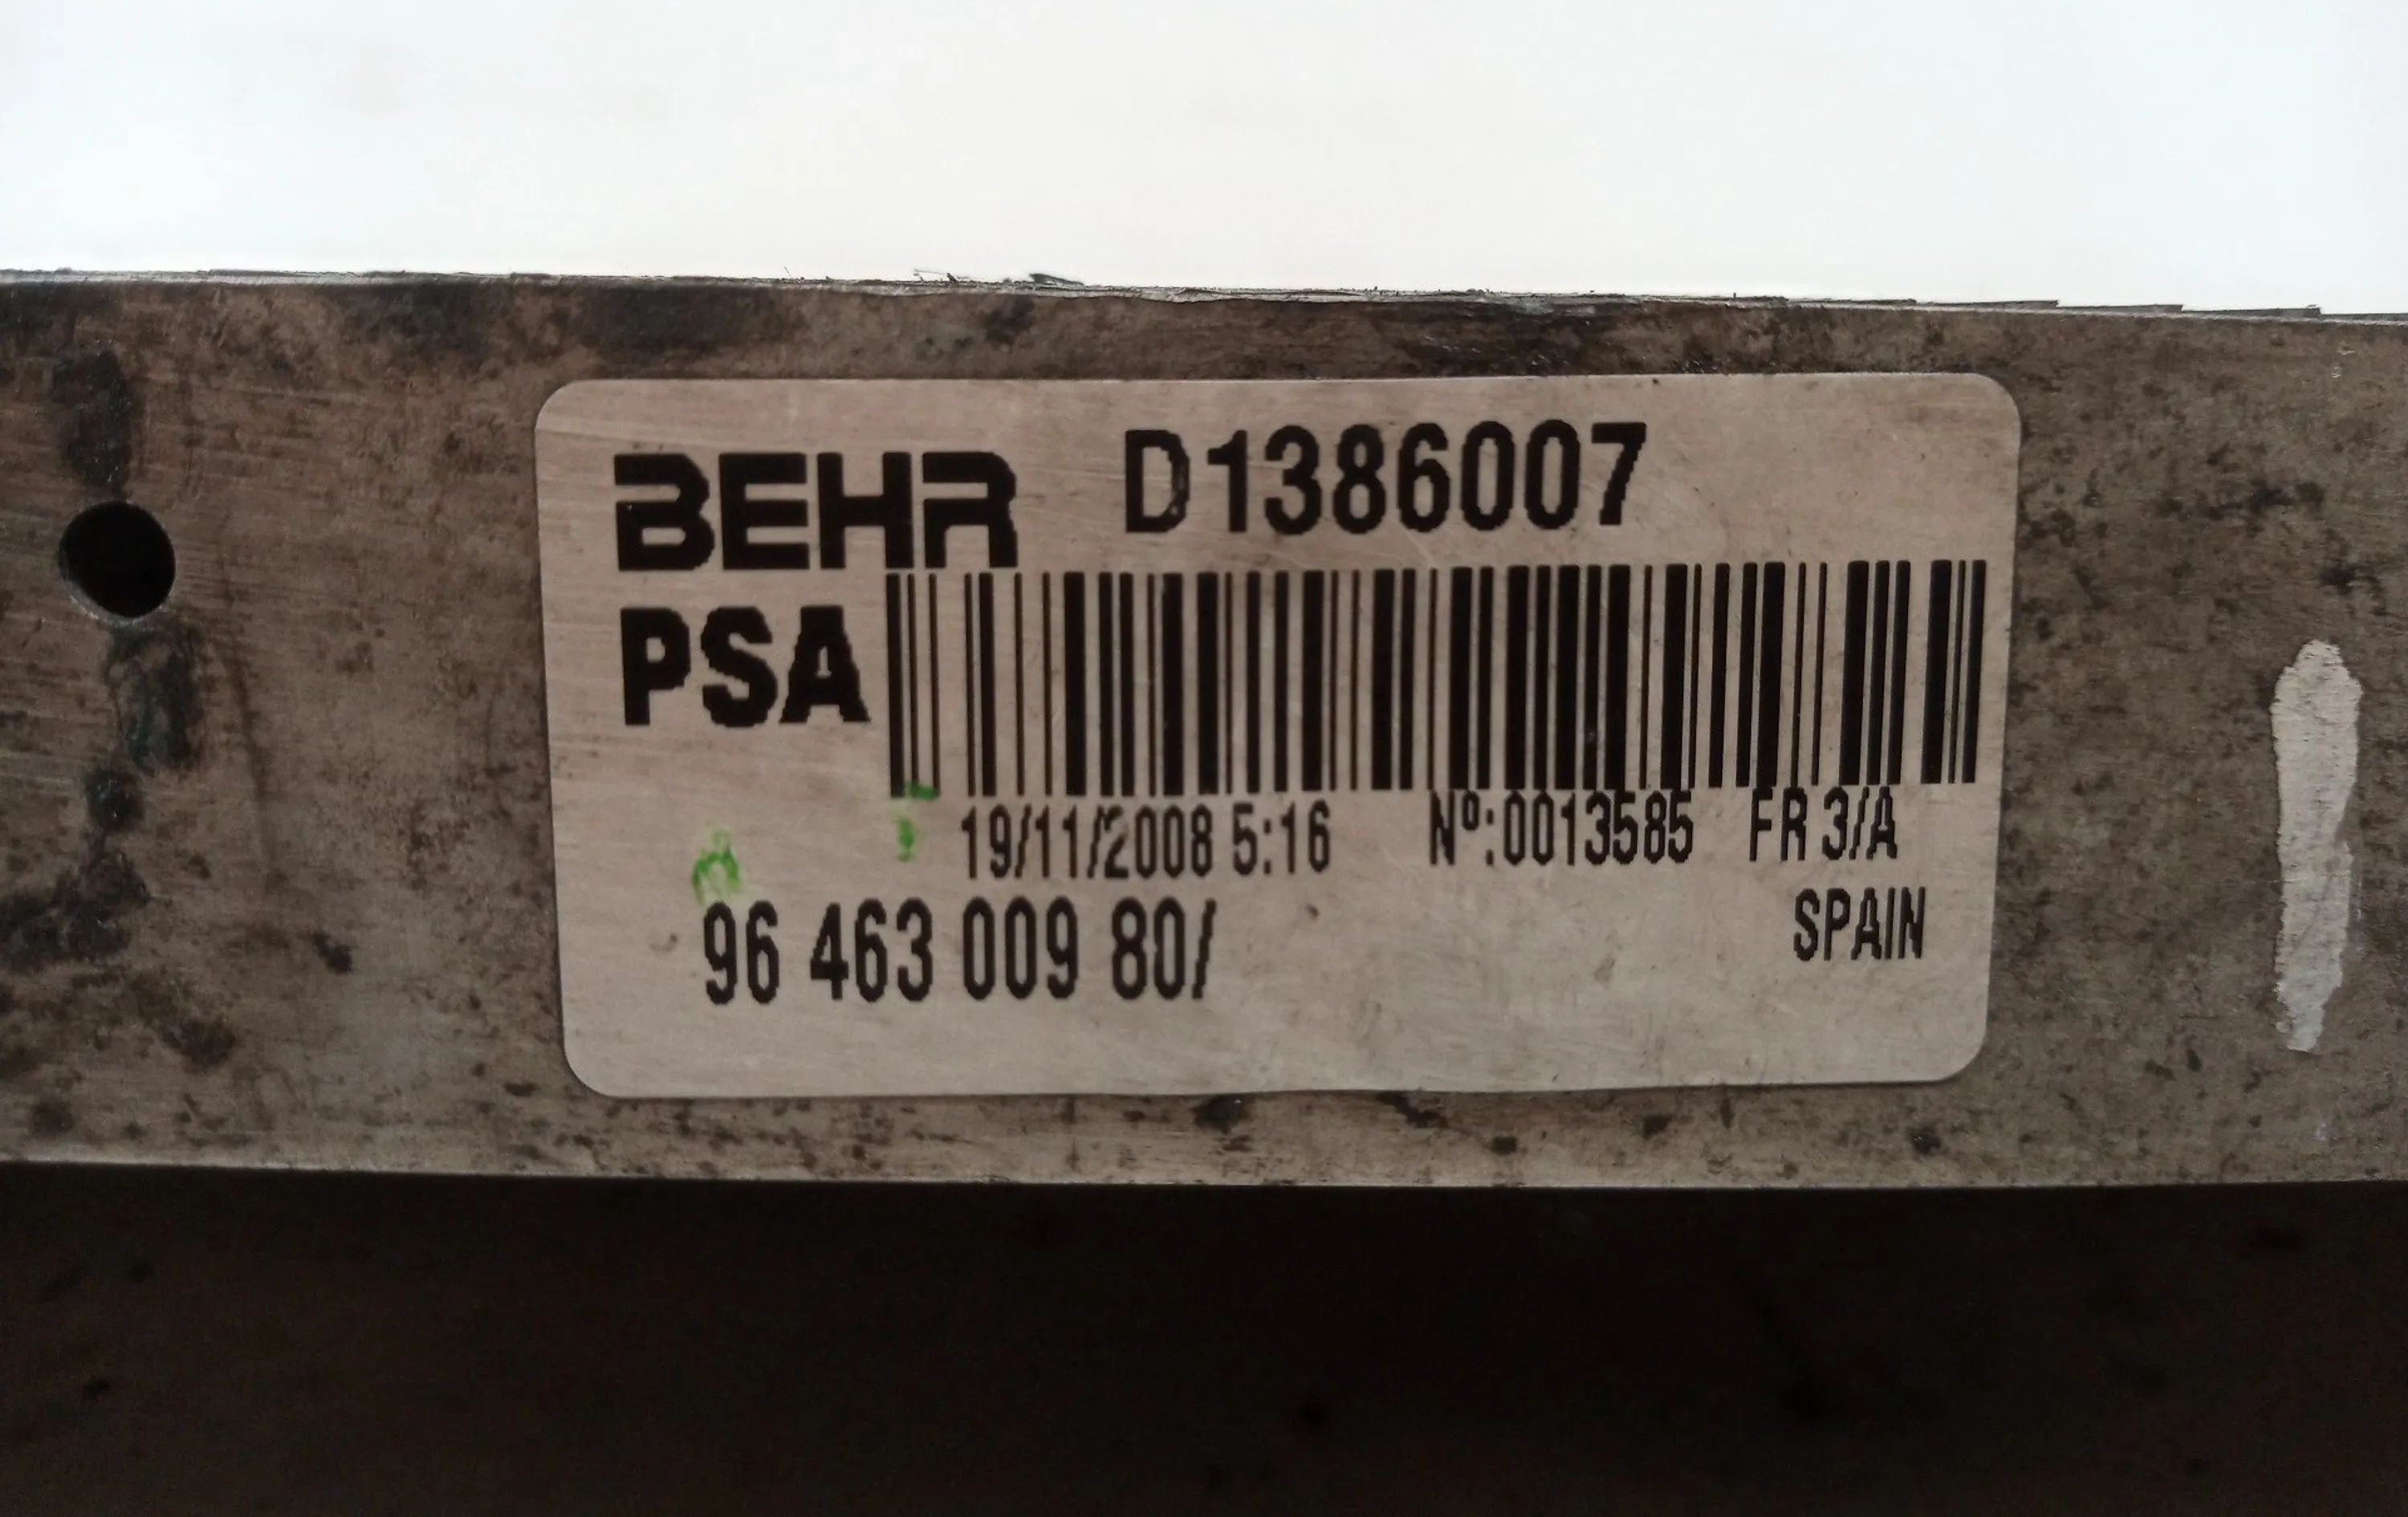 BEHR D1386007
PSA
19/11/2008 5:16 Nº:0013585 FR 3/A
96 463 009 80/ SPAIN